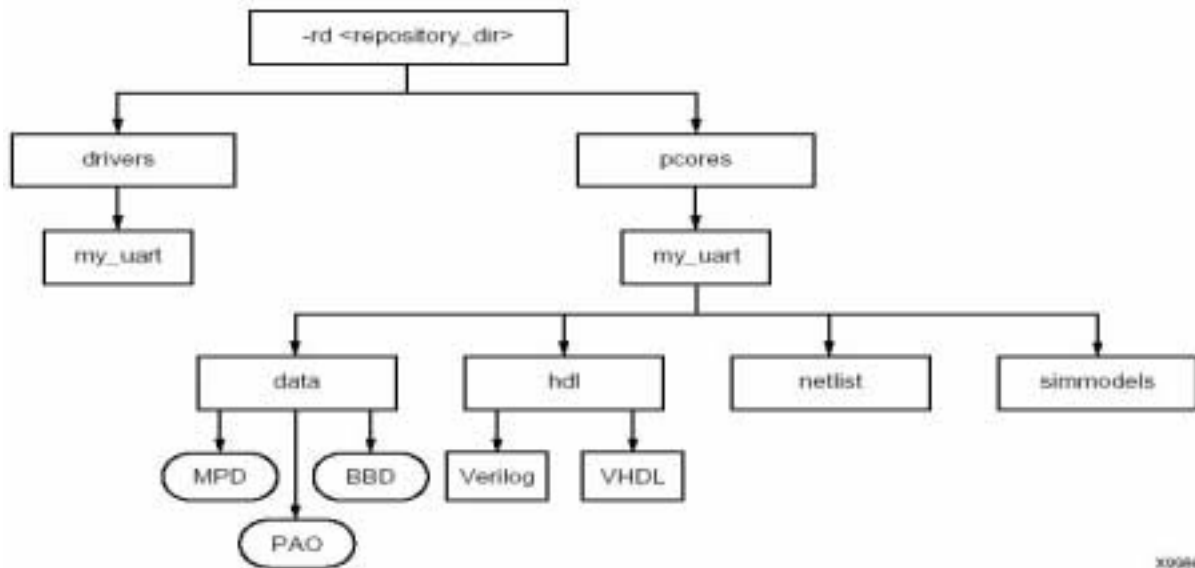 -rd <repository_dir>
drivers
pcores
my_uart
my_uart
data
hdl
netlist
simmodels
MPD
BBD
Verilog
VHDL
PAO